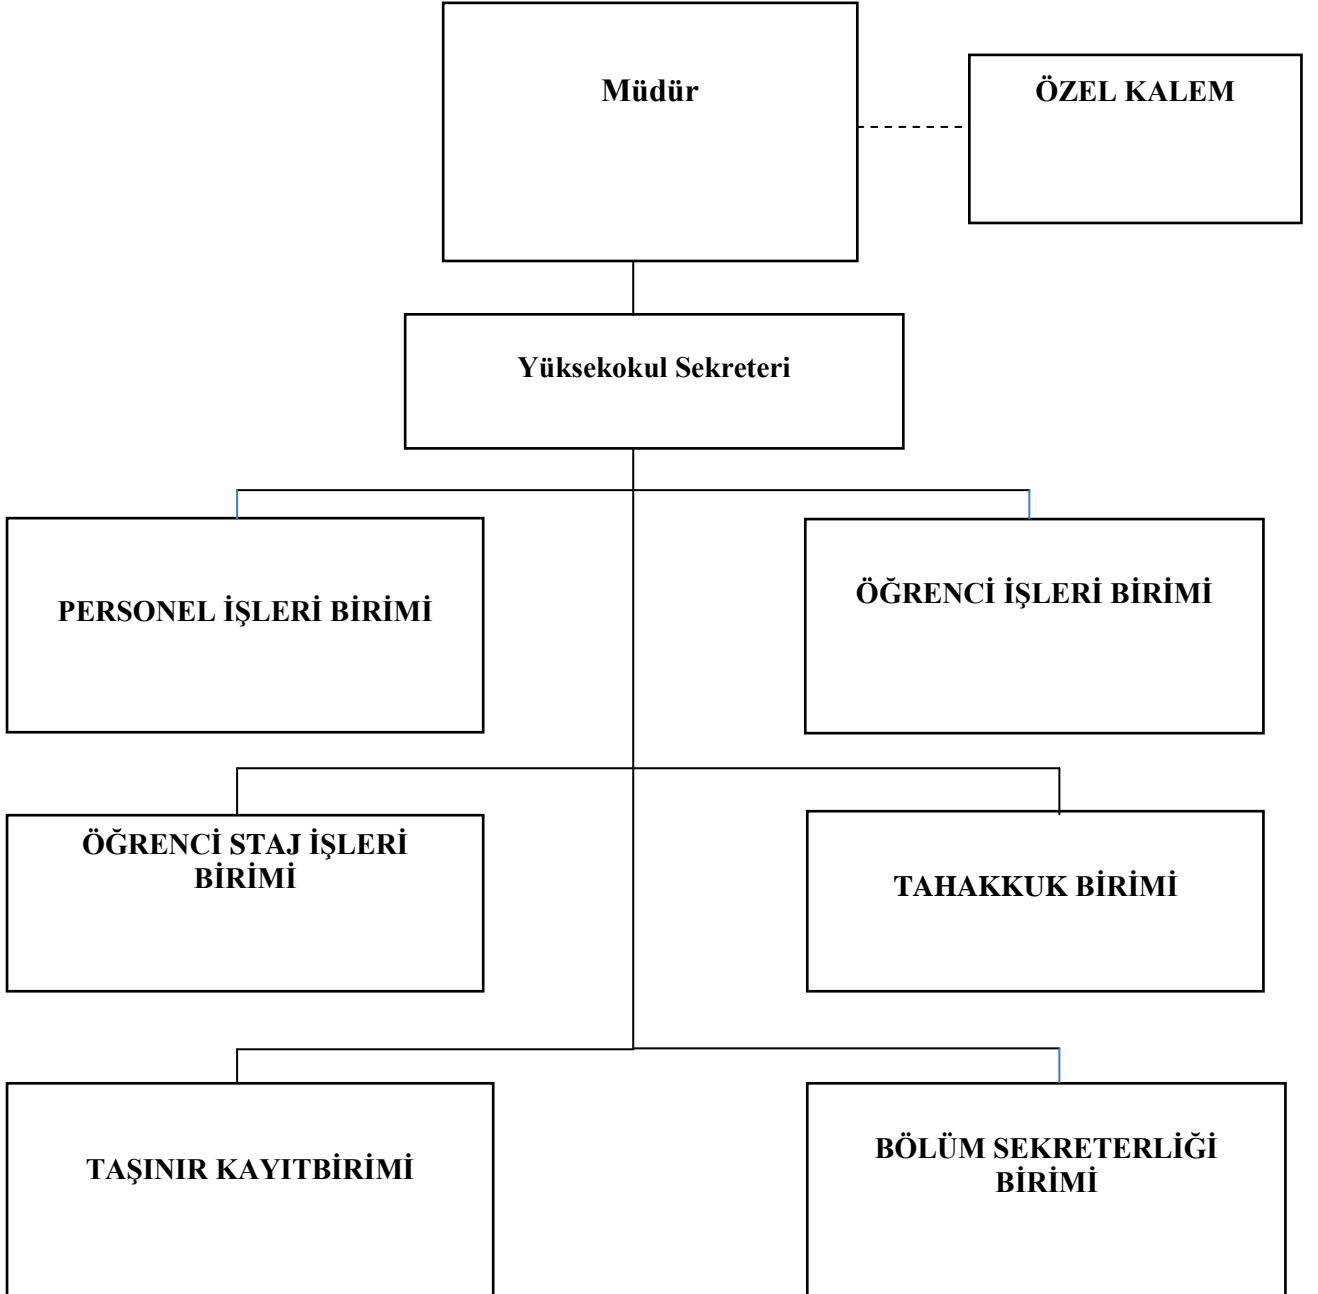 Müdür
ÖZEL KALEM
Yüksekokul Sekreteri
PERSONEL İŞLERİ BİRİMİ
ÖĞRENCİ İŞLERİ BİRİMİ
ÖĞRENCİ STAJ İŞLERİ
BİRİMİ
TAHAKKUK BİRİMİ
TAŞINIR KAYITBİRİMİ
BÖLÜM SEKRETERLİĞİ
BİRİMİ